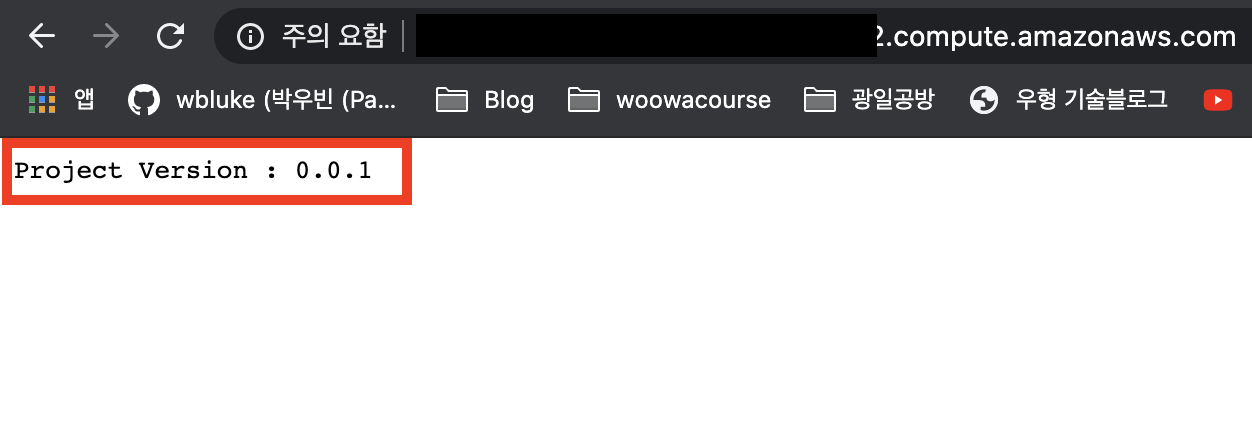 주의 요함 2.compute.amazonaws.com
앱 wbluke (박우빈 (Pa... Blog woowacourse 광일공방 우형 기술블로그
Project Version : 0.0.1